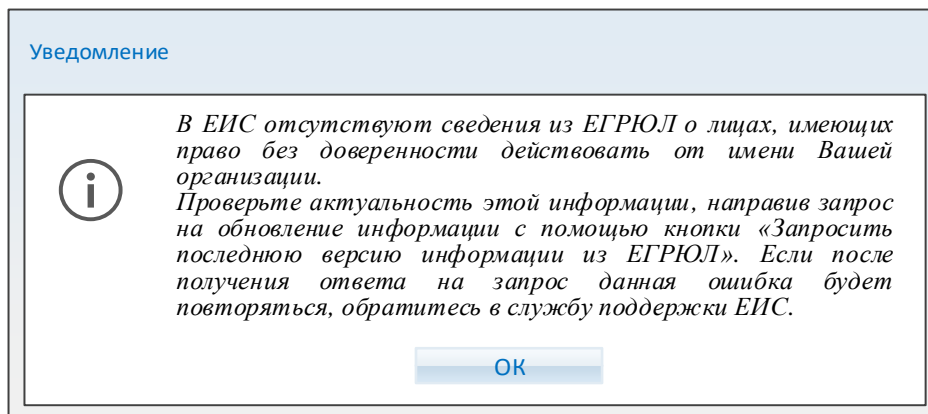 Уведомление
В ЕИС отсутствуют сведения из ЕГРЮЛ о лицах, имеющих
право без доверенности действовать от имени Вашей
организации.
Проверьте актуальность этой информации, направив запрос
на обновление информации с помощью кнопки «Запросить
последнюю версию информации из ЕГРЮЛ». Если после
получения ответа на запрос данная ошибка будет
повторяться, обратитесь в службу поддержки ЕИС.
ОК